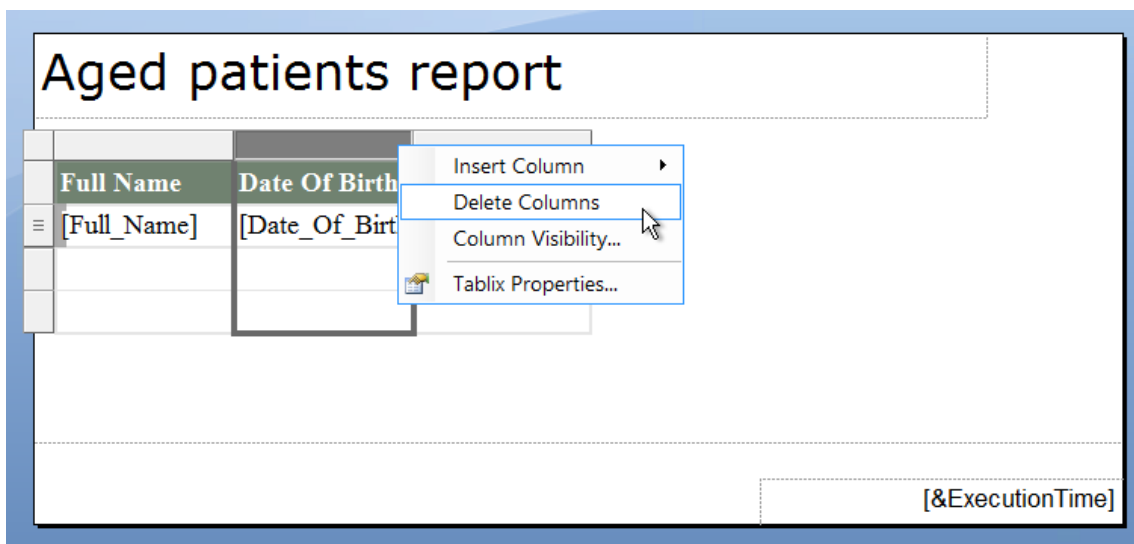 Aged patients report
Full Name Date Of Birth
[Full_Name] [Date_Of_Birt
Insert Column
Delete Columns
Column Visibility...
Tablix Properties...
[&ExecutionTime]